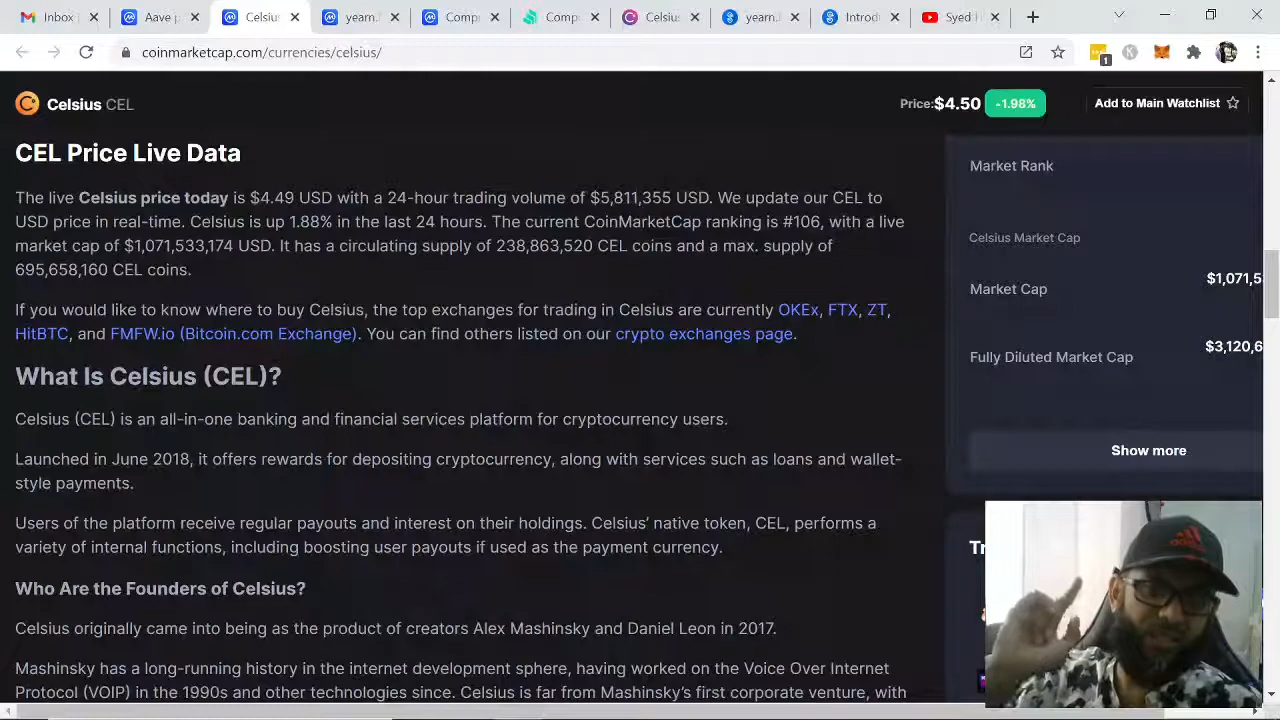 Inbox
Aave p
Celsius
yearn.
Comp
Comp
Celsius
yearn.
Introdu
Syed H
coinmarketcap.com/currencies/celsius/
1
Celsius CEL
Price:$4.50 -1.98%
Add to Main Watchlist
CEL Price Live Data
The live Celsius price today is $4.49 USD with a 24-hour trading volume of $5,811,355 USD. We update our CEL to
USD price in real-time. Celsius is up 1.88% in the last 24 hours. The current CoinMarketCap ranking is #106, with a live
market cap of $1,071,533,174 USD. It has a circulating supply of 238,863,520 CEL coins and a max. supply of
695,658,160 CEL coins.
If you would like to know where to buy Celsius, the top exchanges for trading in Celsius are currently OKEx, FTX, ZT,
HitBTC, and FMFW.io (Bitcoin.com Exchange). You can find others listed on our crypto exchanges page.
What Is Celsius (CEL)?
Celsius (CEL) is an all-in-one banking and financial services platform for cryptocurrency users.
Launched in June 2018, it offers rewards for depositing cryptocurrency, along with services such as loans and wallet-
style payments.
Users of the platform receive regular payouts and interest on their holdings. Celsius' native token, CEL, performs a
variety of internal functions, including boosting user payouts if used as the payment currency.
Who Are the Founders of Celsius?
Celsius originally came into being as the product of creators Alex Mashinsky and Daniel Leon in 2017.
Mashinsky has a long-running history in the internet development sphere, having worked on the Voice Over Internet
Protocol (VOIP) in the 1990s and other technologies since. Celsius is far from Mashinsky's first corporate venture, with
Market Rank
Celsius Market Cap
Market Cap
$1,071,5
Fully Diluted Market Cap
$3,120,6
Show more